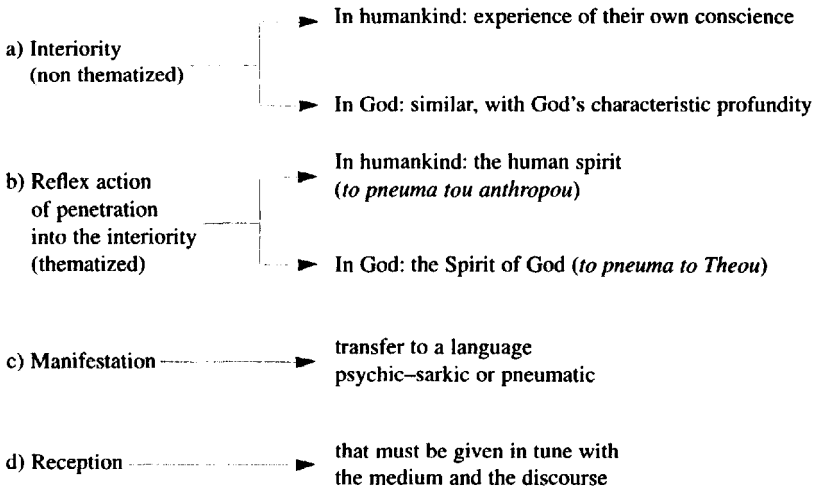 In humankind: experience of their own conscience
a) Interiority
(non thematized)
In God: similar, with God's characteristic profundity
In humankind: the human spirit
(to pneuma tou anthropou)
b) Reflex action
of penetration
into the interiority
(thematized)
In God: the Spirit of God (to pneuma to Theou)
c) Manifestation
transfer to a language
psychic–sarkic or pneumatic
d) Reception
that must be given in tune with
the medium and the discourse